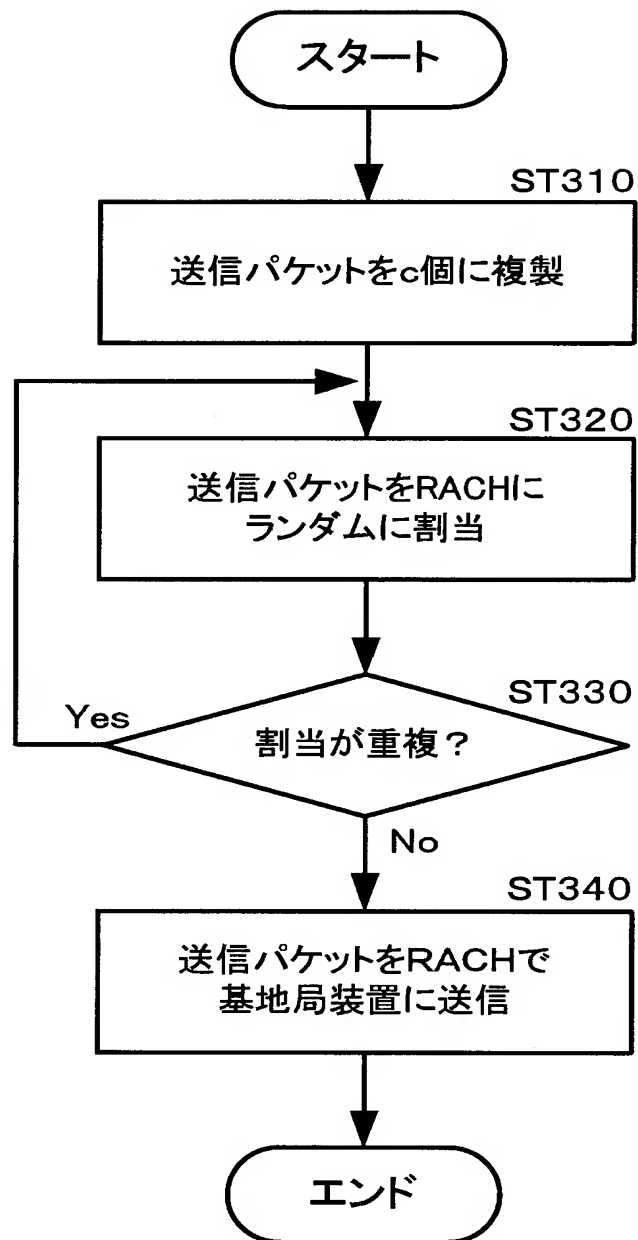 スタート
ST310
送信パケットをc個に複製
ST320
送信パケットをRACHに
ランダムに割当
ST330
Yes
割当が重複?
No
ST340
送信パケットをRACHで
基地局装置に送信
エンド